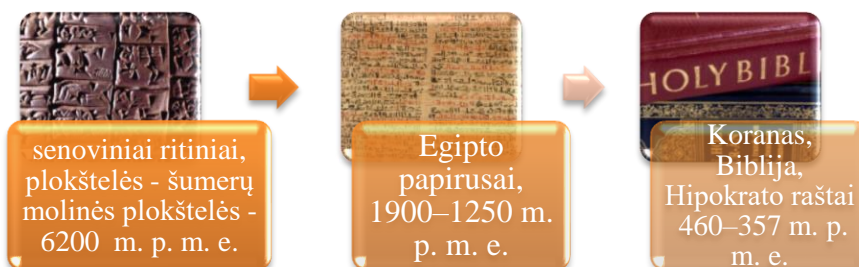 senoviniai ritiniai,
plokštelės - šumerų
molinės plokštelės -
6200 m. p. m. e.
Egipto
papirusai,
1900–1250 m.
p. m. e.
HOLY BIBL
Koranas,
Biblija,
Hipokrato raštai
460–357 m. p.
m. e.